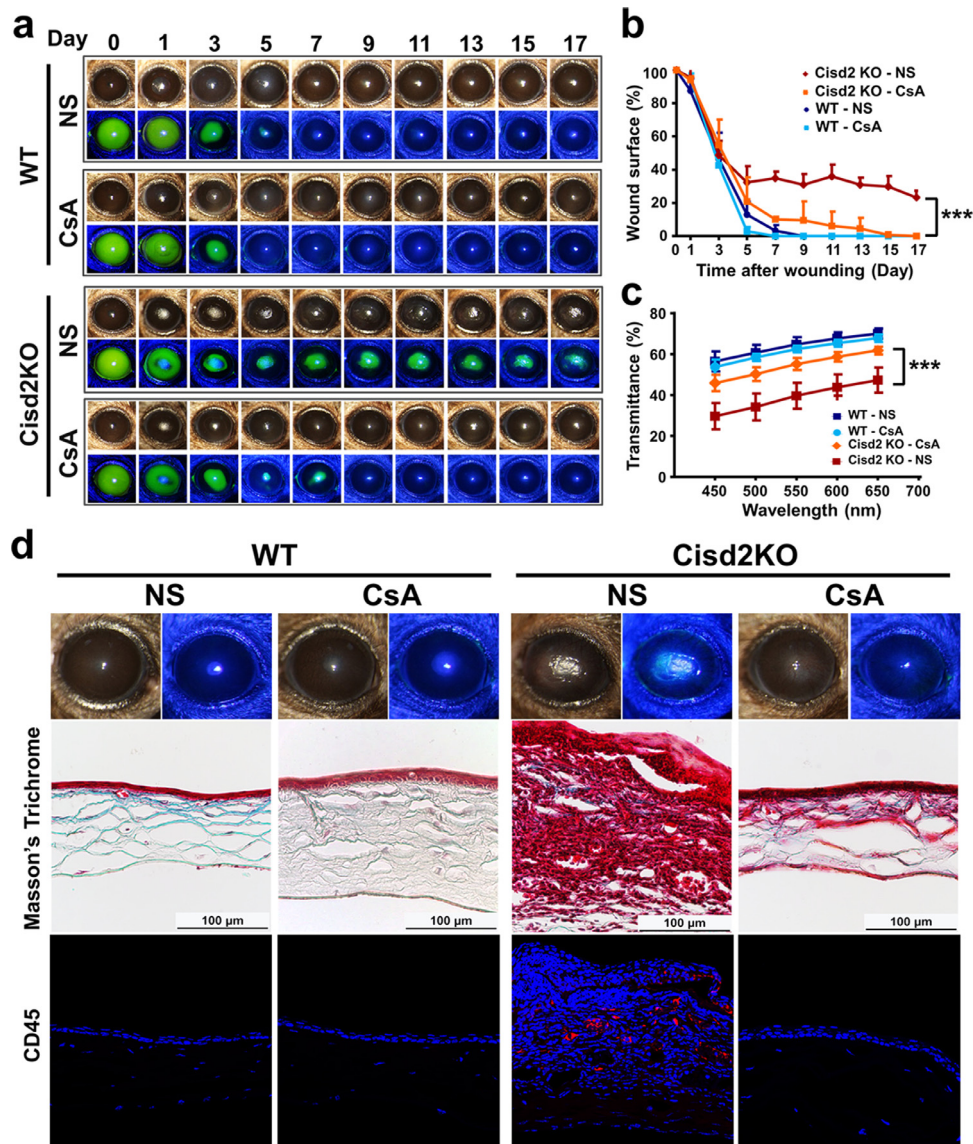 a
Day 0 1 3 5 7 9 11 13 15 17
WT
NS
CsA
Cisd2KO
NS
CsA
b
Wound surface (%)
100
80
60
40
20
0
0 1 3 5 7 9 11 13 15 17
Time after wounding (Day)
Cisd2 KO - NS
Cisd2 KO - CsA
WT - NS
WT - CsA
***
c
Transmittance (%)
80
60
40
20
0
450 500 550 600 650 700
Wavelength (nm)
WT - NS
WT - CsA
Cisd2 KO - CsA
Cisd2 KO - NS
***
d
WT Cisd2KO
NS CsA NS CsA
Masson's Trichrome
100 µm 100 µm 100 µm 100 µm
CD45